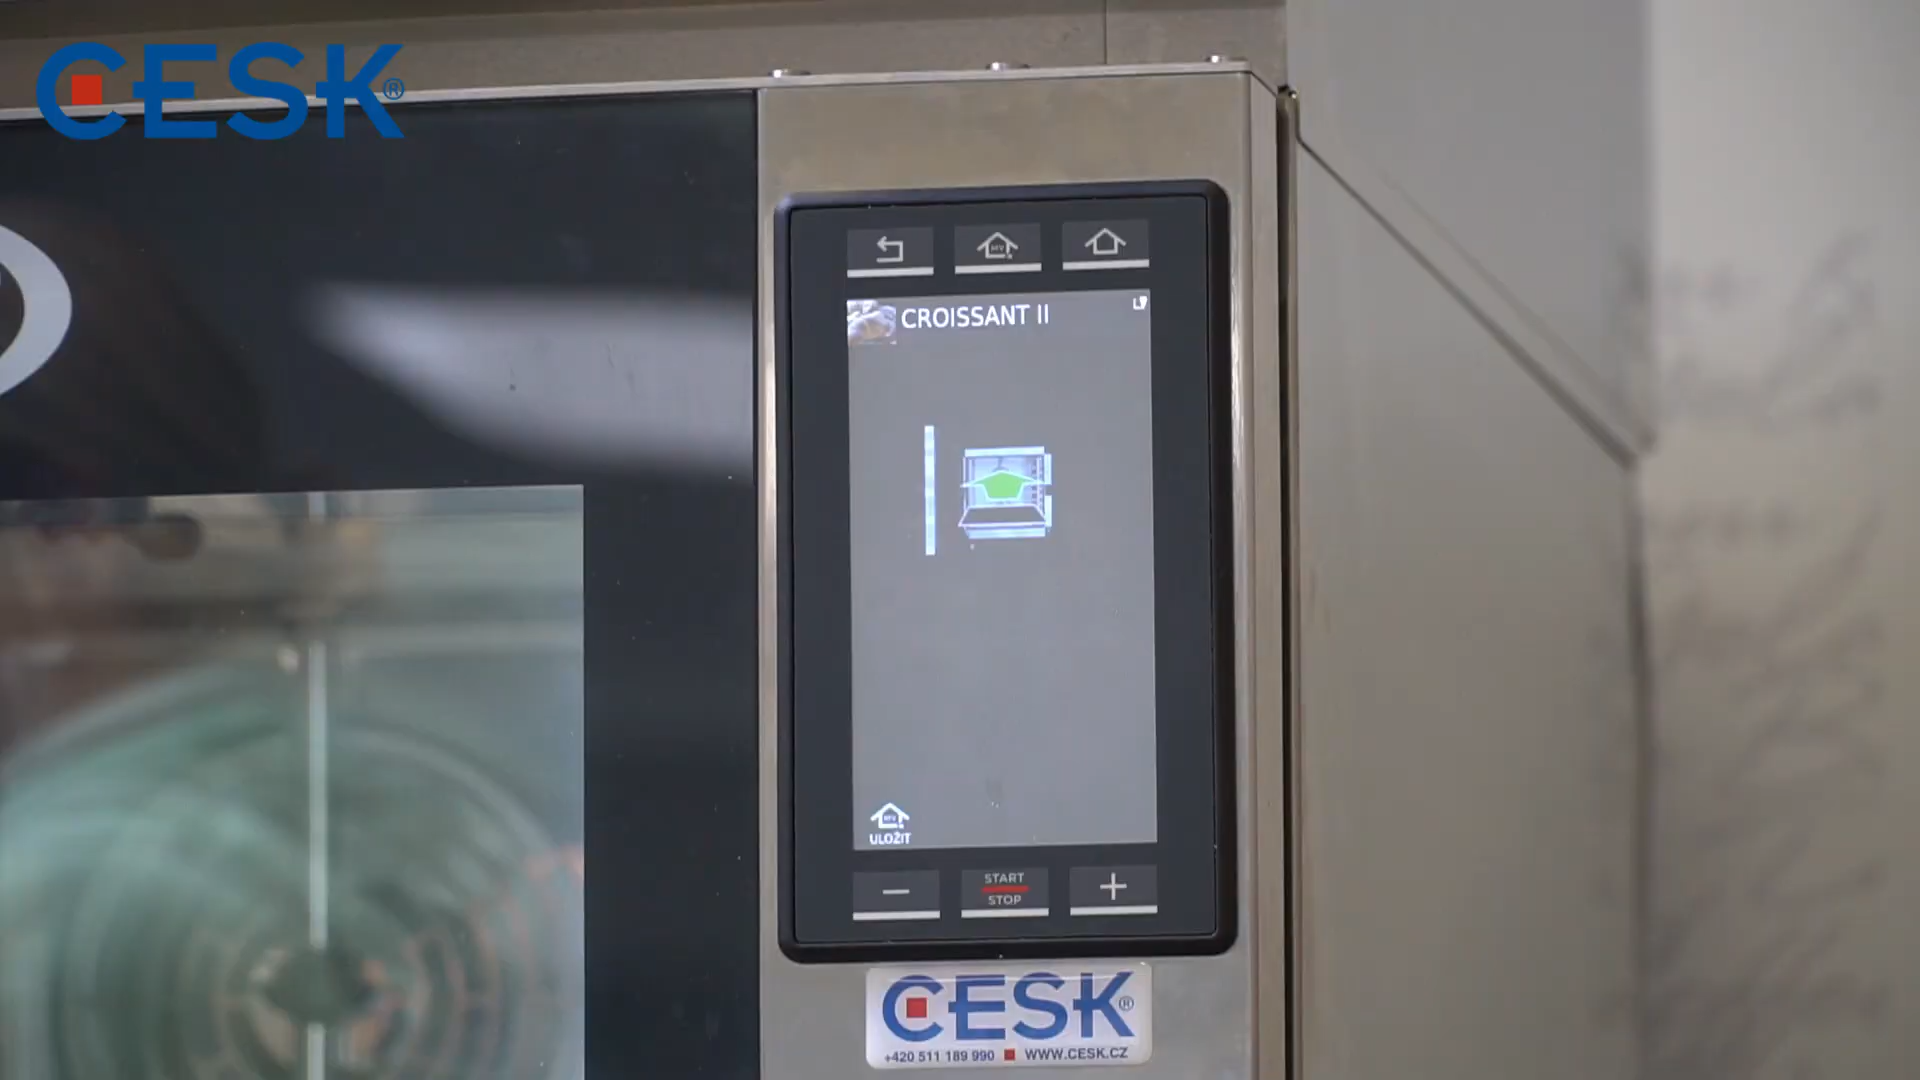 CESK®
CROISSANT II
ULOŽIT
START
STOP
CESK®
+420 511 189 990 ■ WWW.CESK.CZ